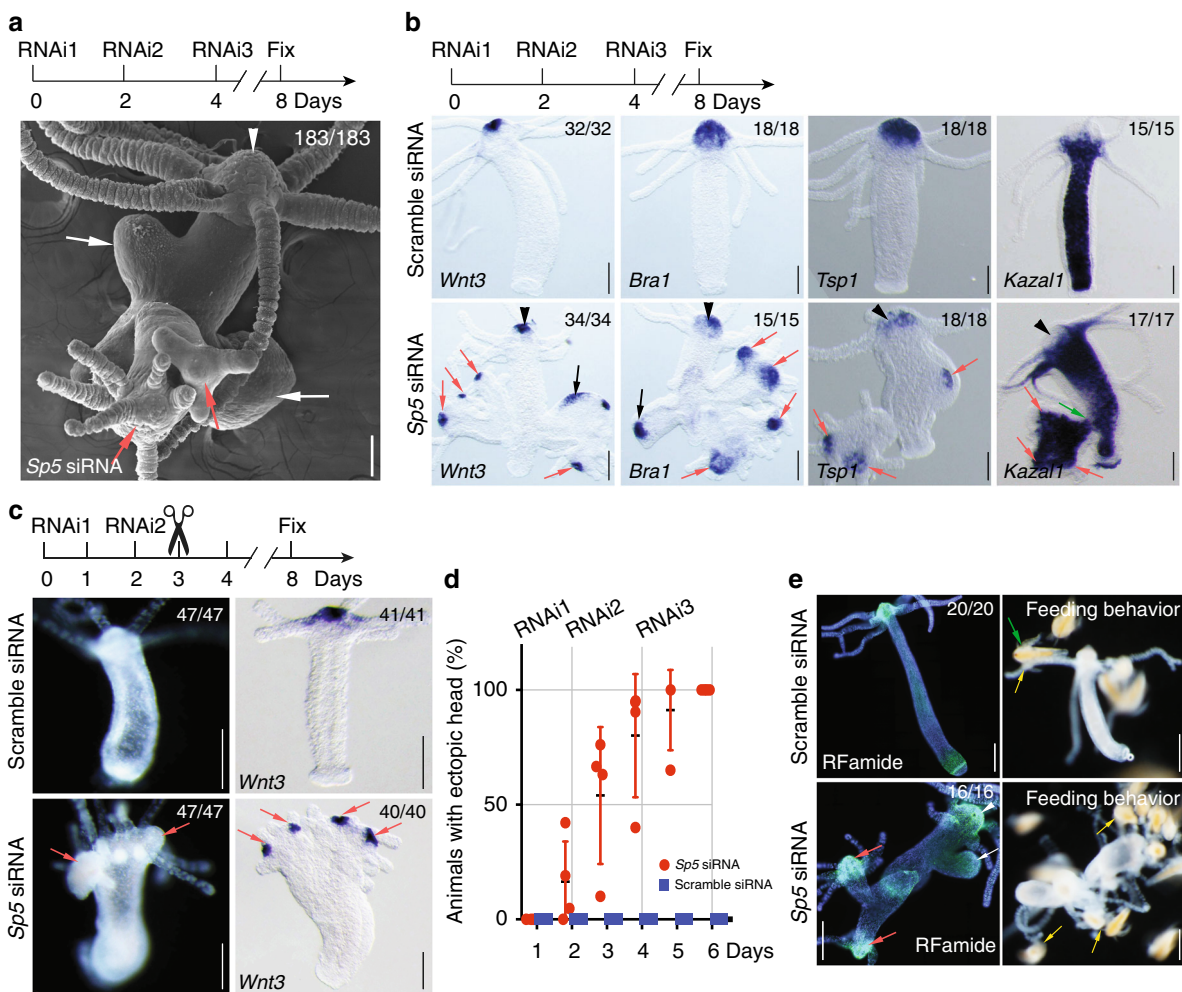 a
RNAi1 RNAi2 RNAi3 Fix
0 2 4 8 Days
183/183
Sp5 siRNA
b
RNAi1 RNAi2 RNAi3 Fix
0 2 4 8 Days
Scramble siRNA
32/32
Wnt3
18/18
Bra1
18/18
Tsp1
15/15
Kazal1
Sp5 siRNA
34/34
Wnt3
15/15
Bra1
18/18
Tsp1
17/17
Kazal1
c
RNAi1 RNAi2 Fix
0 1 2 3 4 8 Days
Scramble siRNA
47/47
41/41
Wnt3
Sp5 siRNA
47/47
40/40
Wnt3
d
RNAi1 RNAi2 RNAi3
Animals with ectopic head (%)
100
50
0
Sp5 siRNA
Scramble siRNA
1 2 3 4 5 6 Days
e
Scramble siRNA
20/20
RFamide
Feeding behavior
Sp5 siRNA
16/16
RFamide
Feeding behavior